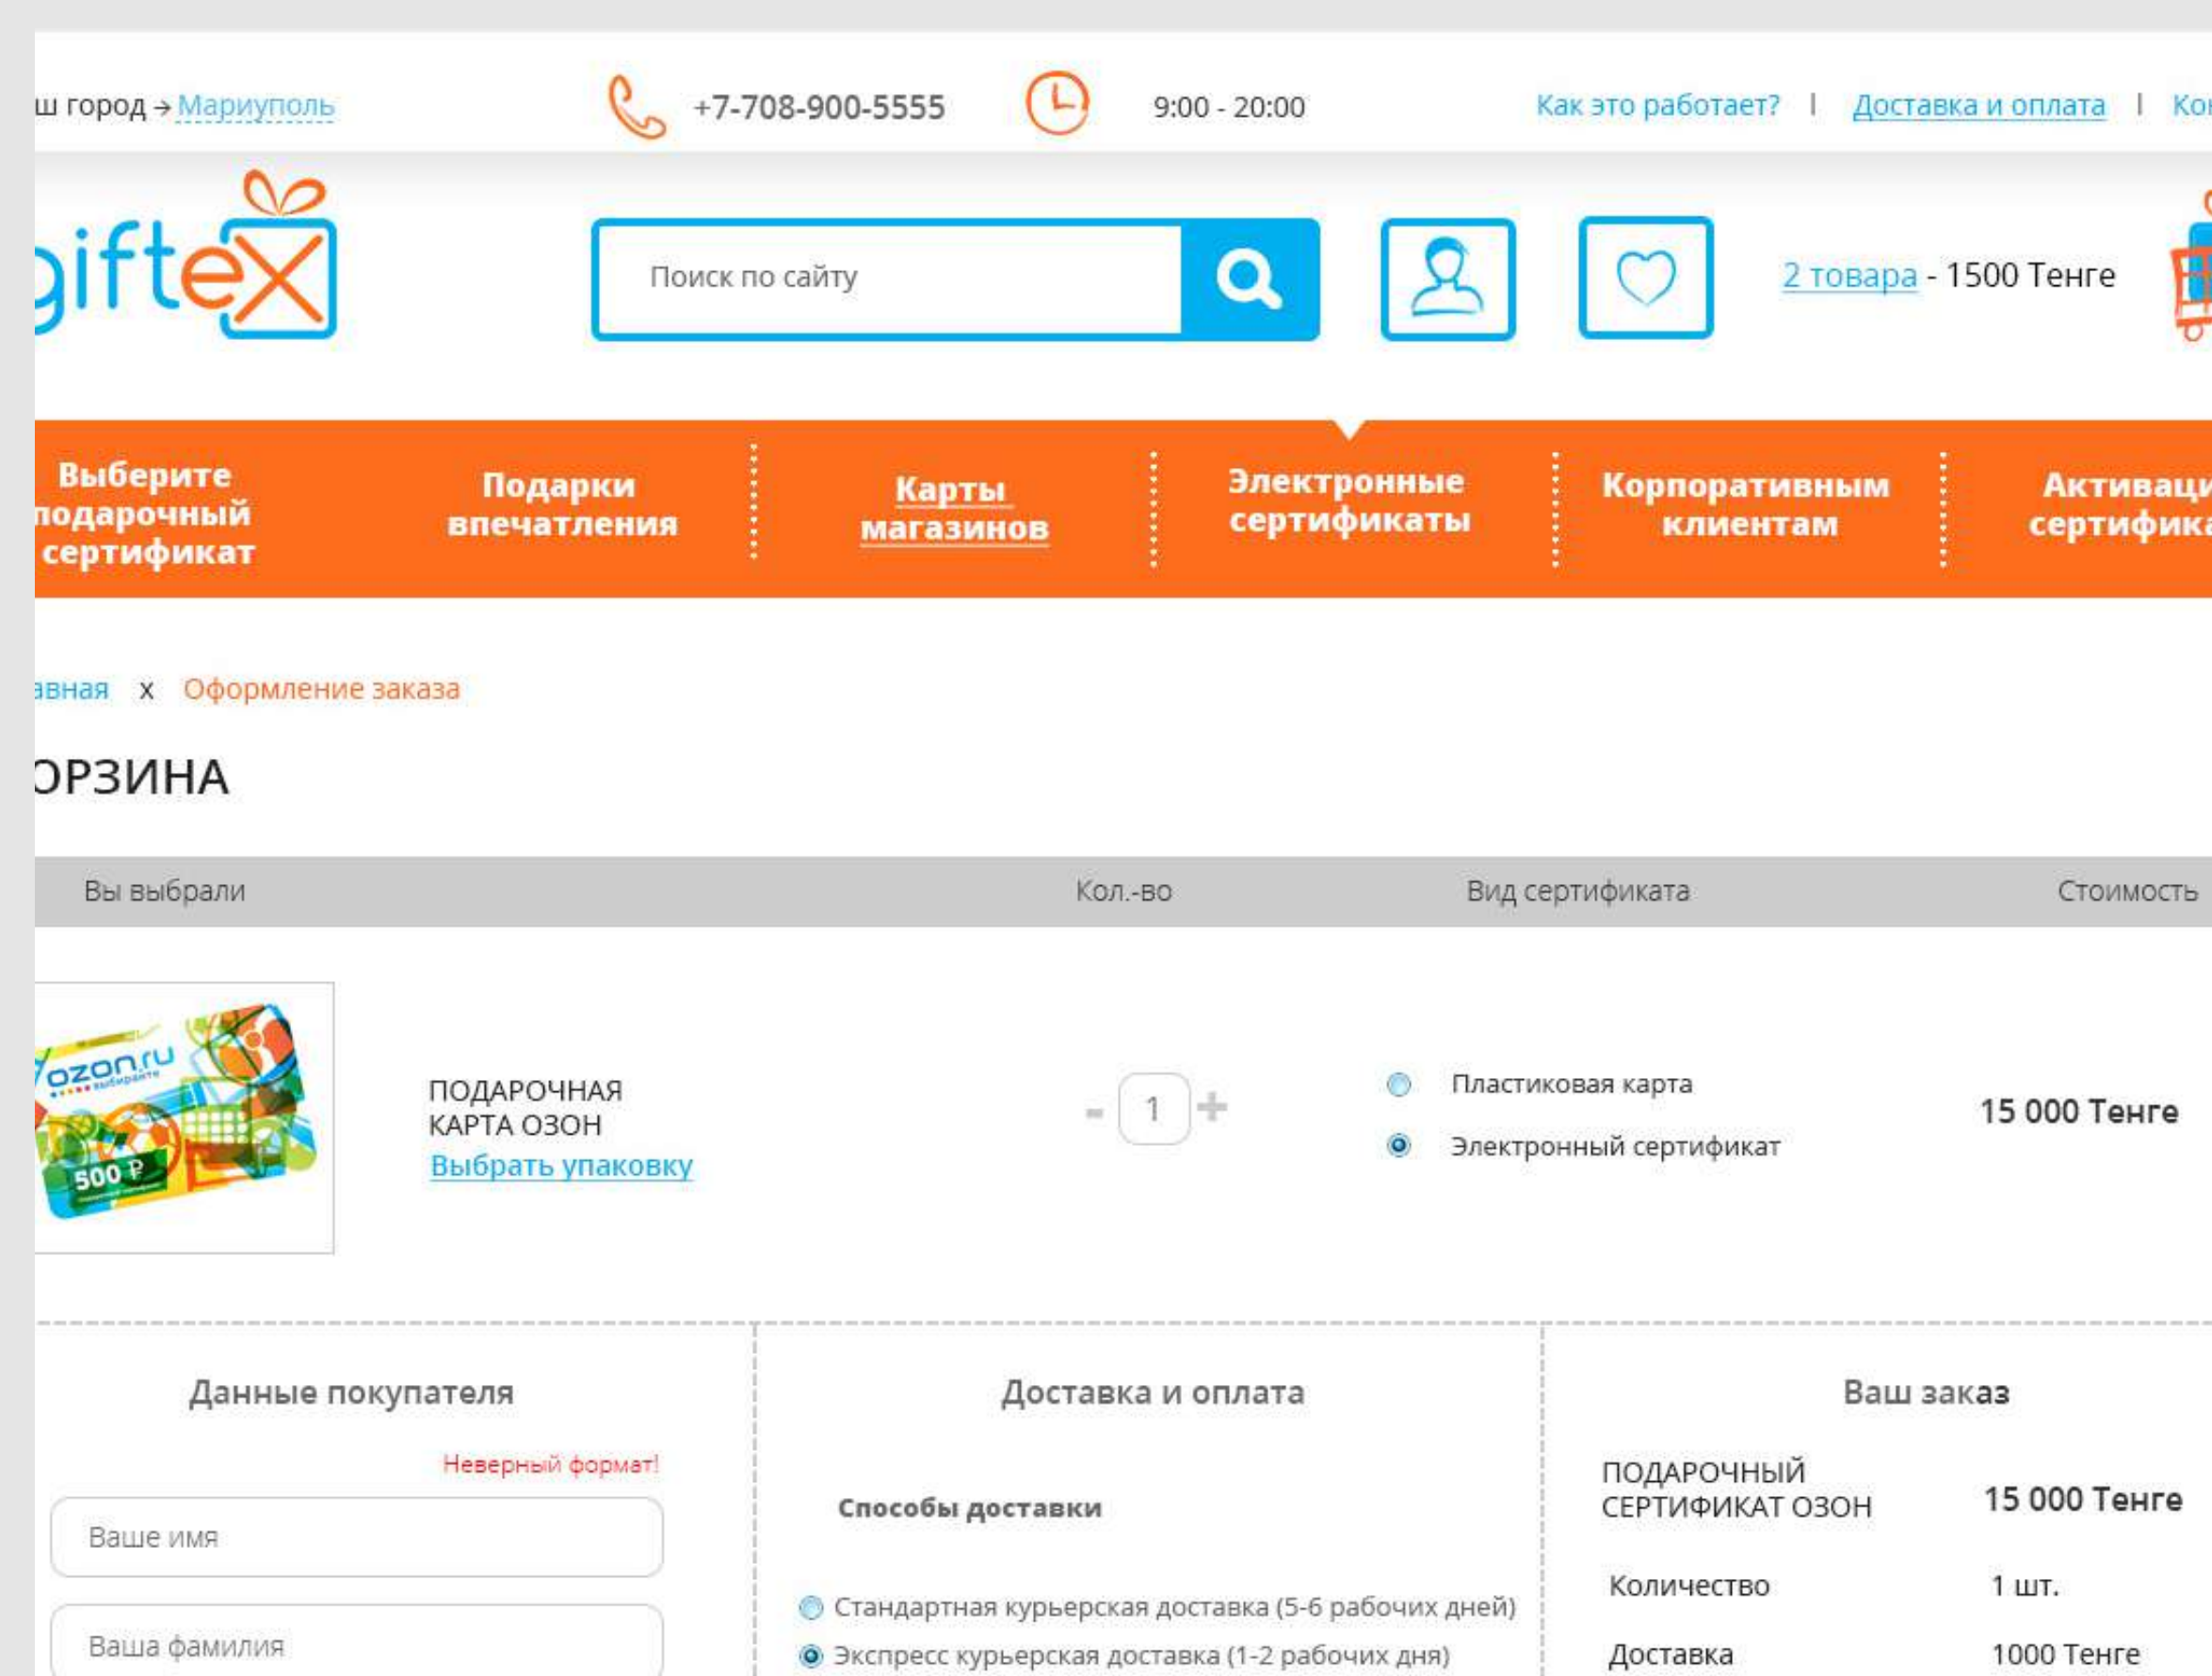 ш город → Мариуполь
+7-708-900-5555
9:00 - 20:00
Как это работает? | Доставка и оплата | Кон
giftex
Поиск по сайту
2 товара - 1500 Тенге
Выберите
подарочный
сертификат
Подарки
впечатления
Карты
магазинов
Электронные
сертификаты
Корпоративным
клиентам
Активаци
сертифика
авная х Оформление заказа
ОРЗИНА
Вы выбрали
Кол.-во
Вид сертификата
Стоимость
ozon.ru
выбирайте
500 ₽
ПОДАРОЧНАЯ
КАРТА ОЗОН
Выбрать упаковку
- 1 +
Пластиковая карта
Электронный сертификат
15 000 Тенге
Данные покупателя
Неверный формат!
Ваше имя
Ваша фамилия
Доставка и оплата
Способы доставки
Стандартная курьерская доставка (5-6 рабочих дней)
Экспресс курьерская доставка (1-2 рабочих дня)
Ваш заказ
ПОДАРОЧНЫЙ
СЕРТИФИКАТ ОЗОН
15 000 Тенге
Количество
1 шт.
Доставка
1000 Тенге